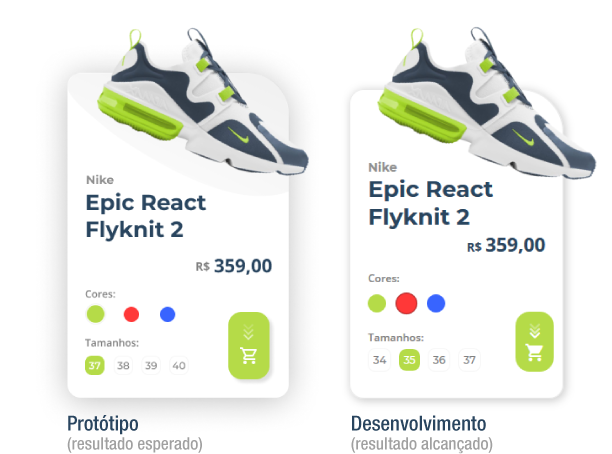 Nike
Epic React
Flyknit 2
R$ 359,00
Cores:
Tamanhos:
37 38 39 40
Protótipo
(resultado esperado)
Nike
Epic React
Flyknit 2
R$ 359,00
Cores:
Tamanhos:
34 35 36 37
Desenvolvimento
(resultado alcançado)